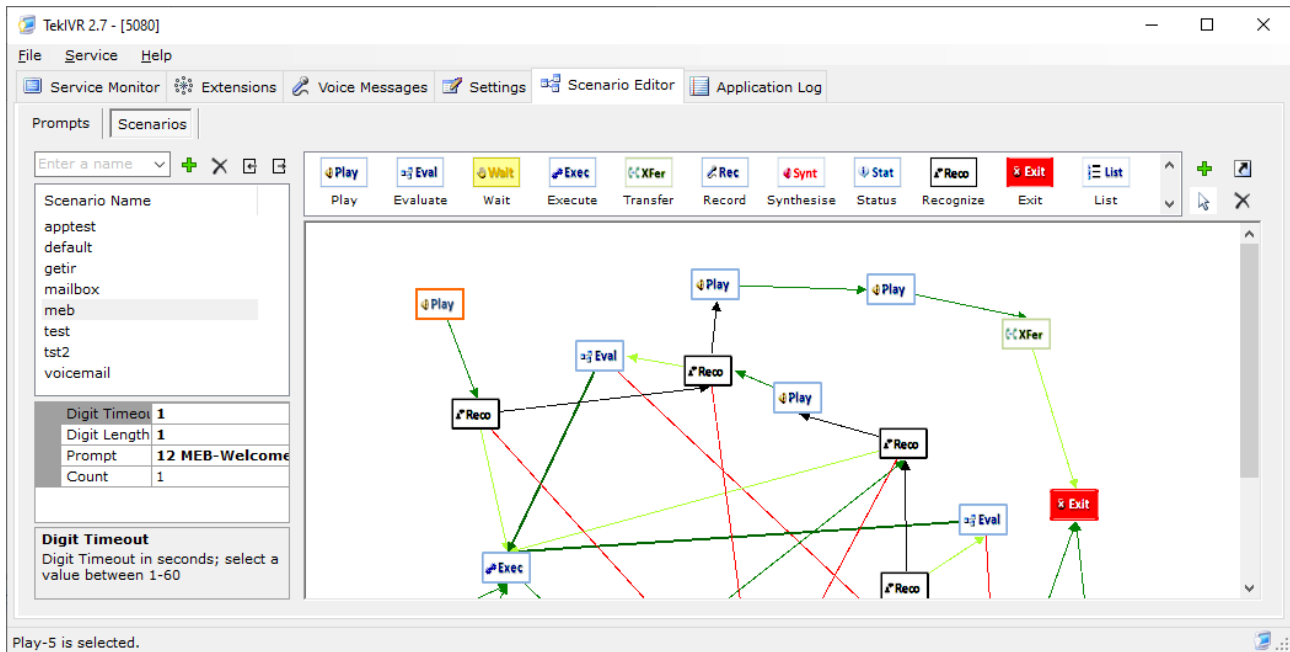 TekIVR 2.7 - [5080]
File Service Help
Service Monitor Extensions Voice Messages Settings Scenario Editor Application Log
Prompts Scenarios
Enter a name
Scenario Name
apptest
default
getir
mailbox
meb
test
tst2
voicemail
Digit Timeou 1
Digit Length 1
Prompt 12 MEB-Welcome
Count 1
Digit Timeout
Digit Timeout in seconds; select a
value between 1-60
Play Eval Wait Exec XFer Rec Synt Stat Reco Exit List
Play Evaluate Wait Execute Transfer Record Synthesise Status Recognize Exit List
Play
Play
Play
XFer
Eval
Reco
Play
Reco
Reco
Exit
Eval
Exec
Reco
Play-5 is selected.